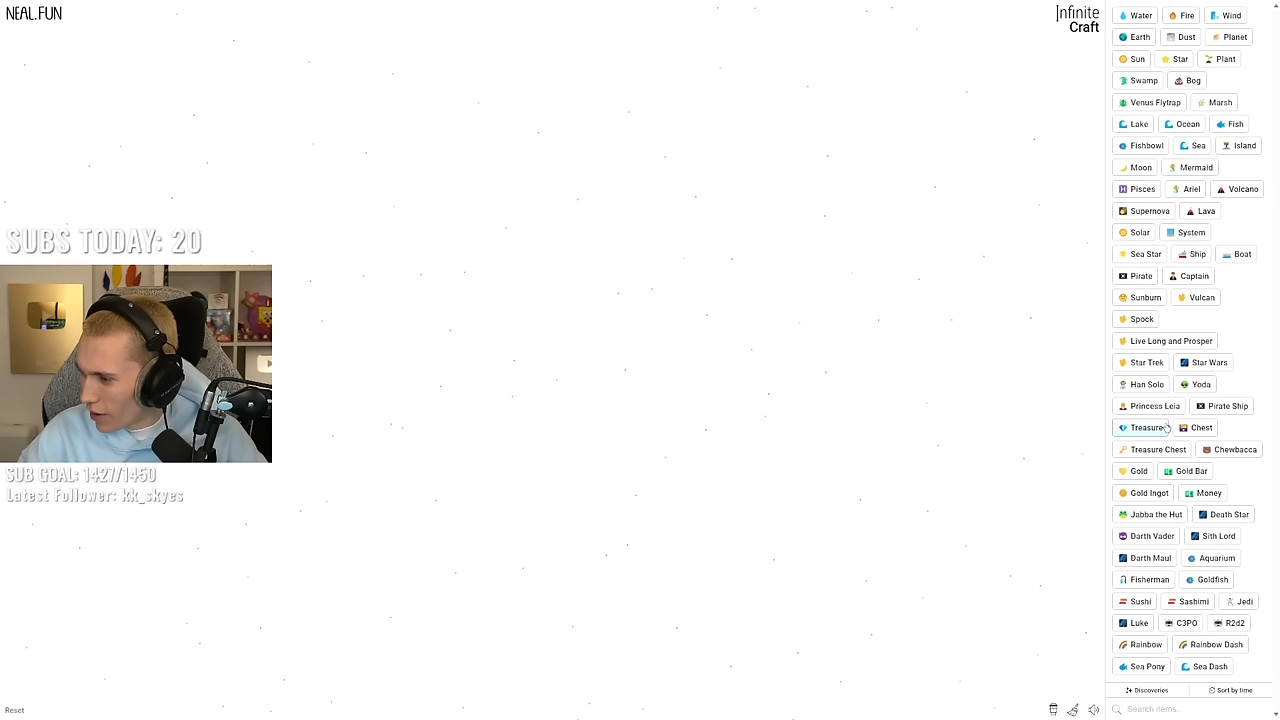 NEAL.FUN
Infinite
Craft
Water Fire Wind
Earth Dust Planet
Sun Star Plant
Swamp Bog
Venus Flytrap Marsh
Lake Ocean Fish
Fishbowl Sea Island
Moon Mermaid
Pisces Ariel Volcano
Supernova Lava
Solar System
Sea Star Ship Boat
Pirate Captain
Sunburn Vulcan
Spock
Live Long and Prosper
Star Trek Star Wars
Han Solo Yoda
Princess Leia Pirate Ship
Treasure Chest
Treasure Chest Chewbacca
Gold Gold Bar
Gold Ingot Money
Jabba the Hut Death Star
Darth Vader Sith Lord
Darth Maul Aquarium
Fisherman Goldfish
Sushi Sashimi Jedi
Luke C3PO R2d2
Rainbow Rainbow Dash
Sea Pony Sea Dash
Discoveries Sort by time
Search items...
SUBS TODAY: 20
SUB GOAL: 1427/1450
Latest Follower: kk_skyes
Reset